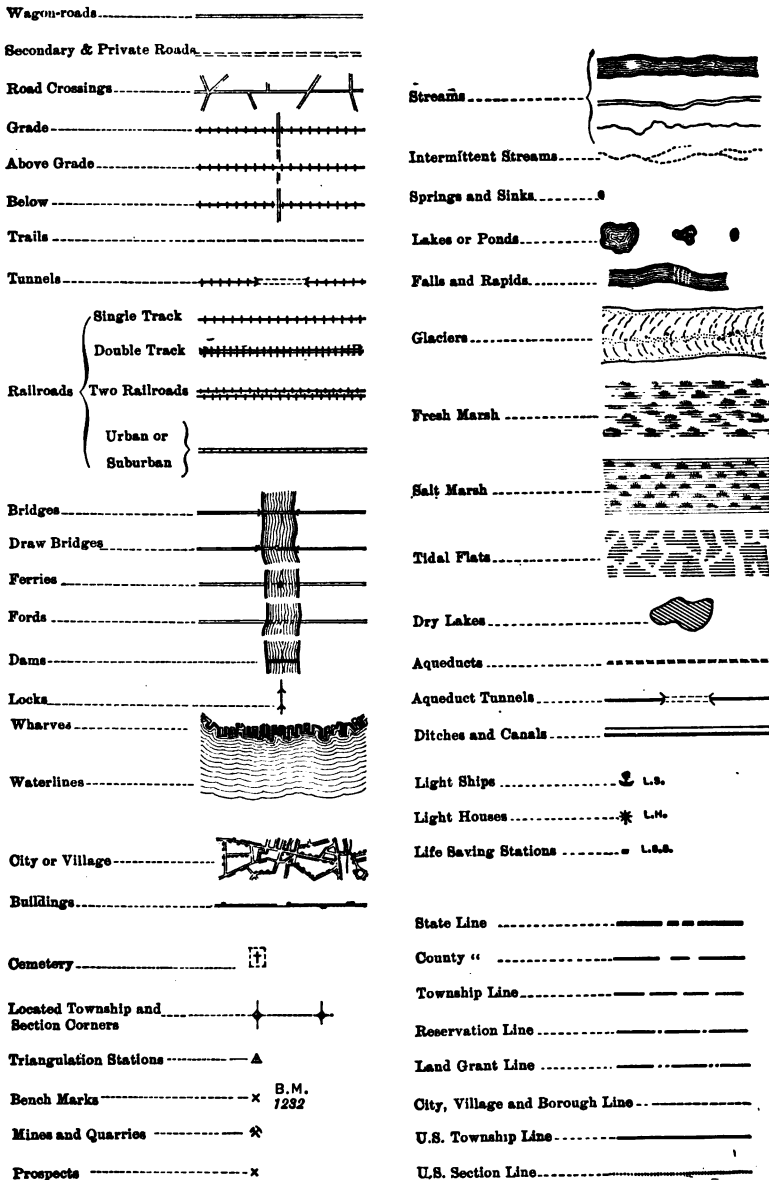 Wagon-roads
Secondary & Private Roads
Road Crossings
Grade
Above Grade
Below
Trails
Tunnels
Railroads
Single Track
Double Track
Two Railroads
Urban or
Suburban
Bridges
Draw Bridges
Ferries
Fords
Dams
Locks
Wharves
Waterlines
City or Village
Buildings
Cemetery
Located Township and
Section Corners
Triangulation Stations
Bench Marks
B.M.
1232
Mines and Quarries
Prospects
Streams
Intermittent Streams
Springs and Sinks
Lakes or Ponds
Falls and Rapids
Glaciers
Fresh Marsh
Salt Marsh
Tidal Flats
Dry Lakes
Aqueducts
Aqueduct Tunnels
Ditches and Canals
Light Ships L.S.
Light Houses L.H.
Life Saving Stations L.S.S.
State Line
County "
Township Line
Reservation Line
Land Grant Line
City, Village and Borough Line
U.S. Township Line
U.S. Section Line